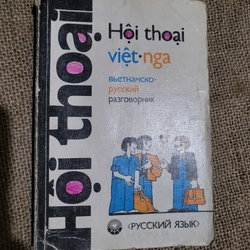 Hội thoại
Hội thoại
việt·nga
вьетнамско-
русский
разговорник
«РУССКИЙ ЯЗЫК»